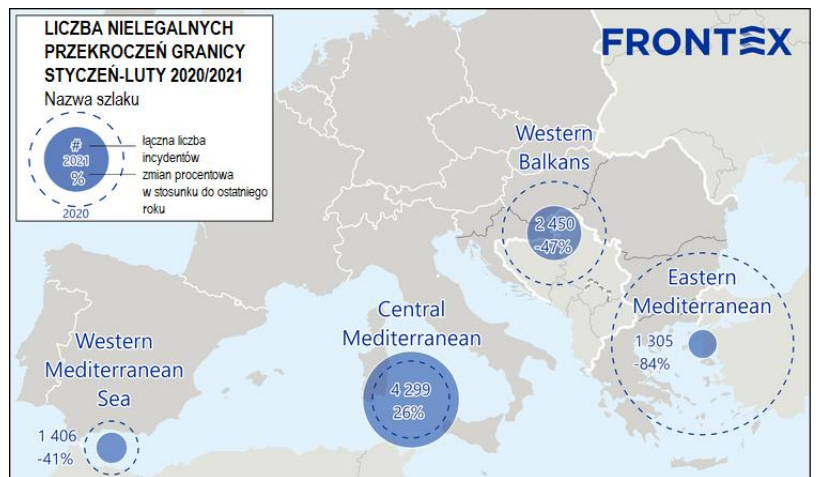 LICZBA NIELEGALNYCH
PRZEKROCZEŃ GRANICY
STYCZEŃ-LUTY 2020/2021
Nazwa szlaku
#
2021
%
2020
łączna liczba
incydentów
zmian procentowa
w stosunku do ostatniego
roku
FRONTEX
Western
Balkans
2 450
-47%
Eastern
Mediterranean
1 305
-84%
Central
Mediterranean
4 299
26%
Western
Mediterranean
Sea
1 406
-41%